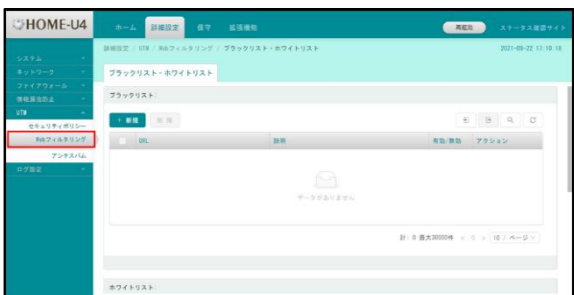 HOME-U4
ホーム 詳細設定 保守 拡張機能
再起動 ステータス確認サイト
詳細設定 / UTM / Webフィルタリング / ブラックリスト・ホワイトリスト
2021-09-22 17:18:18
システム
ネットワーク
ファイアウォール
情報漏洩防止
UTM
セキュリティポリシー
Webフィルタリング
アンチスパム
ログ設定
ブラックリスト・ホワイトリスト
ブラックリスト:
+ 新規 削除
URL 説明 有効/無効 アクション
データがありません
計: 0 最大30000件 < 0 > 10 / ページ
ホワイトリスト: